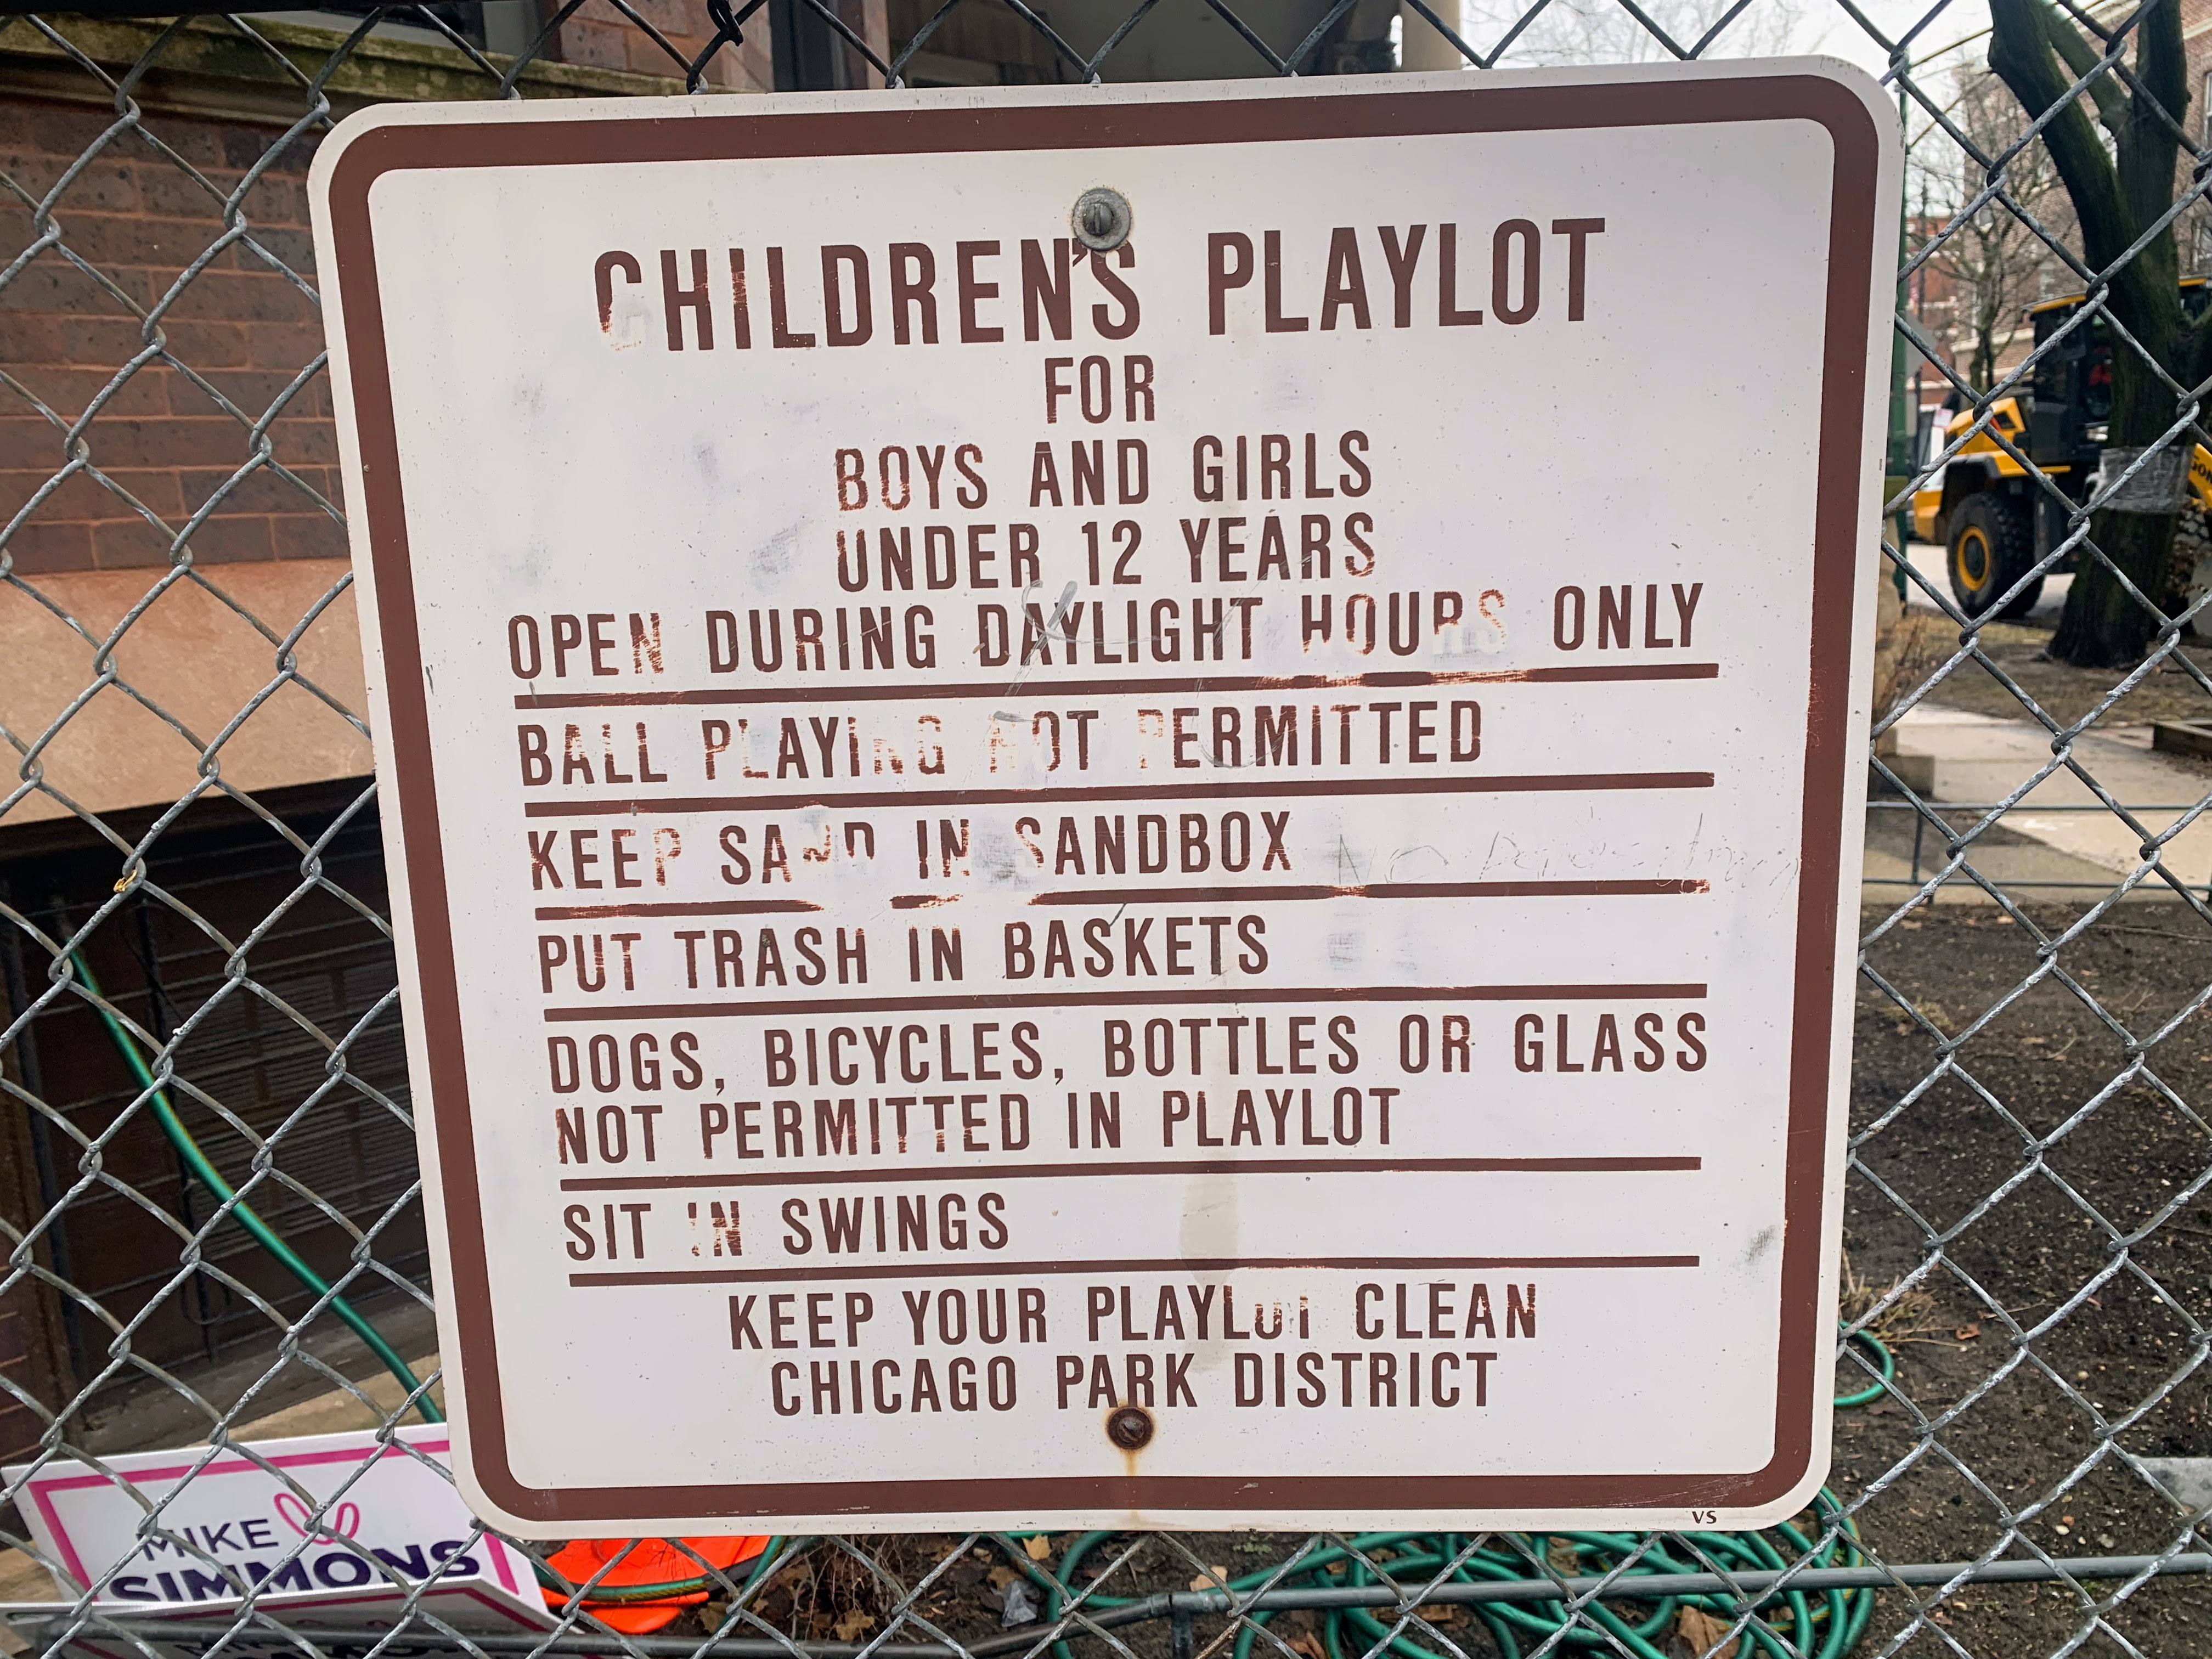 CHILDREN'S PLAYLOT
FOR
BOYS AND GIRLS
UNDER 12 YEARS
OPEN DURING DAYLIGHT HOURS ONLY
BALL PLAYING NOT PERMITTED
KEEP SAND IN SANDBOX
PUT TRASH IN BASKETS
DOGS, BICYCLES, BOTTLES OR GLASS
NOT PERMITTED IN PLAYLOT
SIT IN SWINGS
KEEP YOUR PLAYLOT CLEAN
CHICAGO PARK DISTRICT
VS
MIKE
SIMMONS